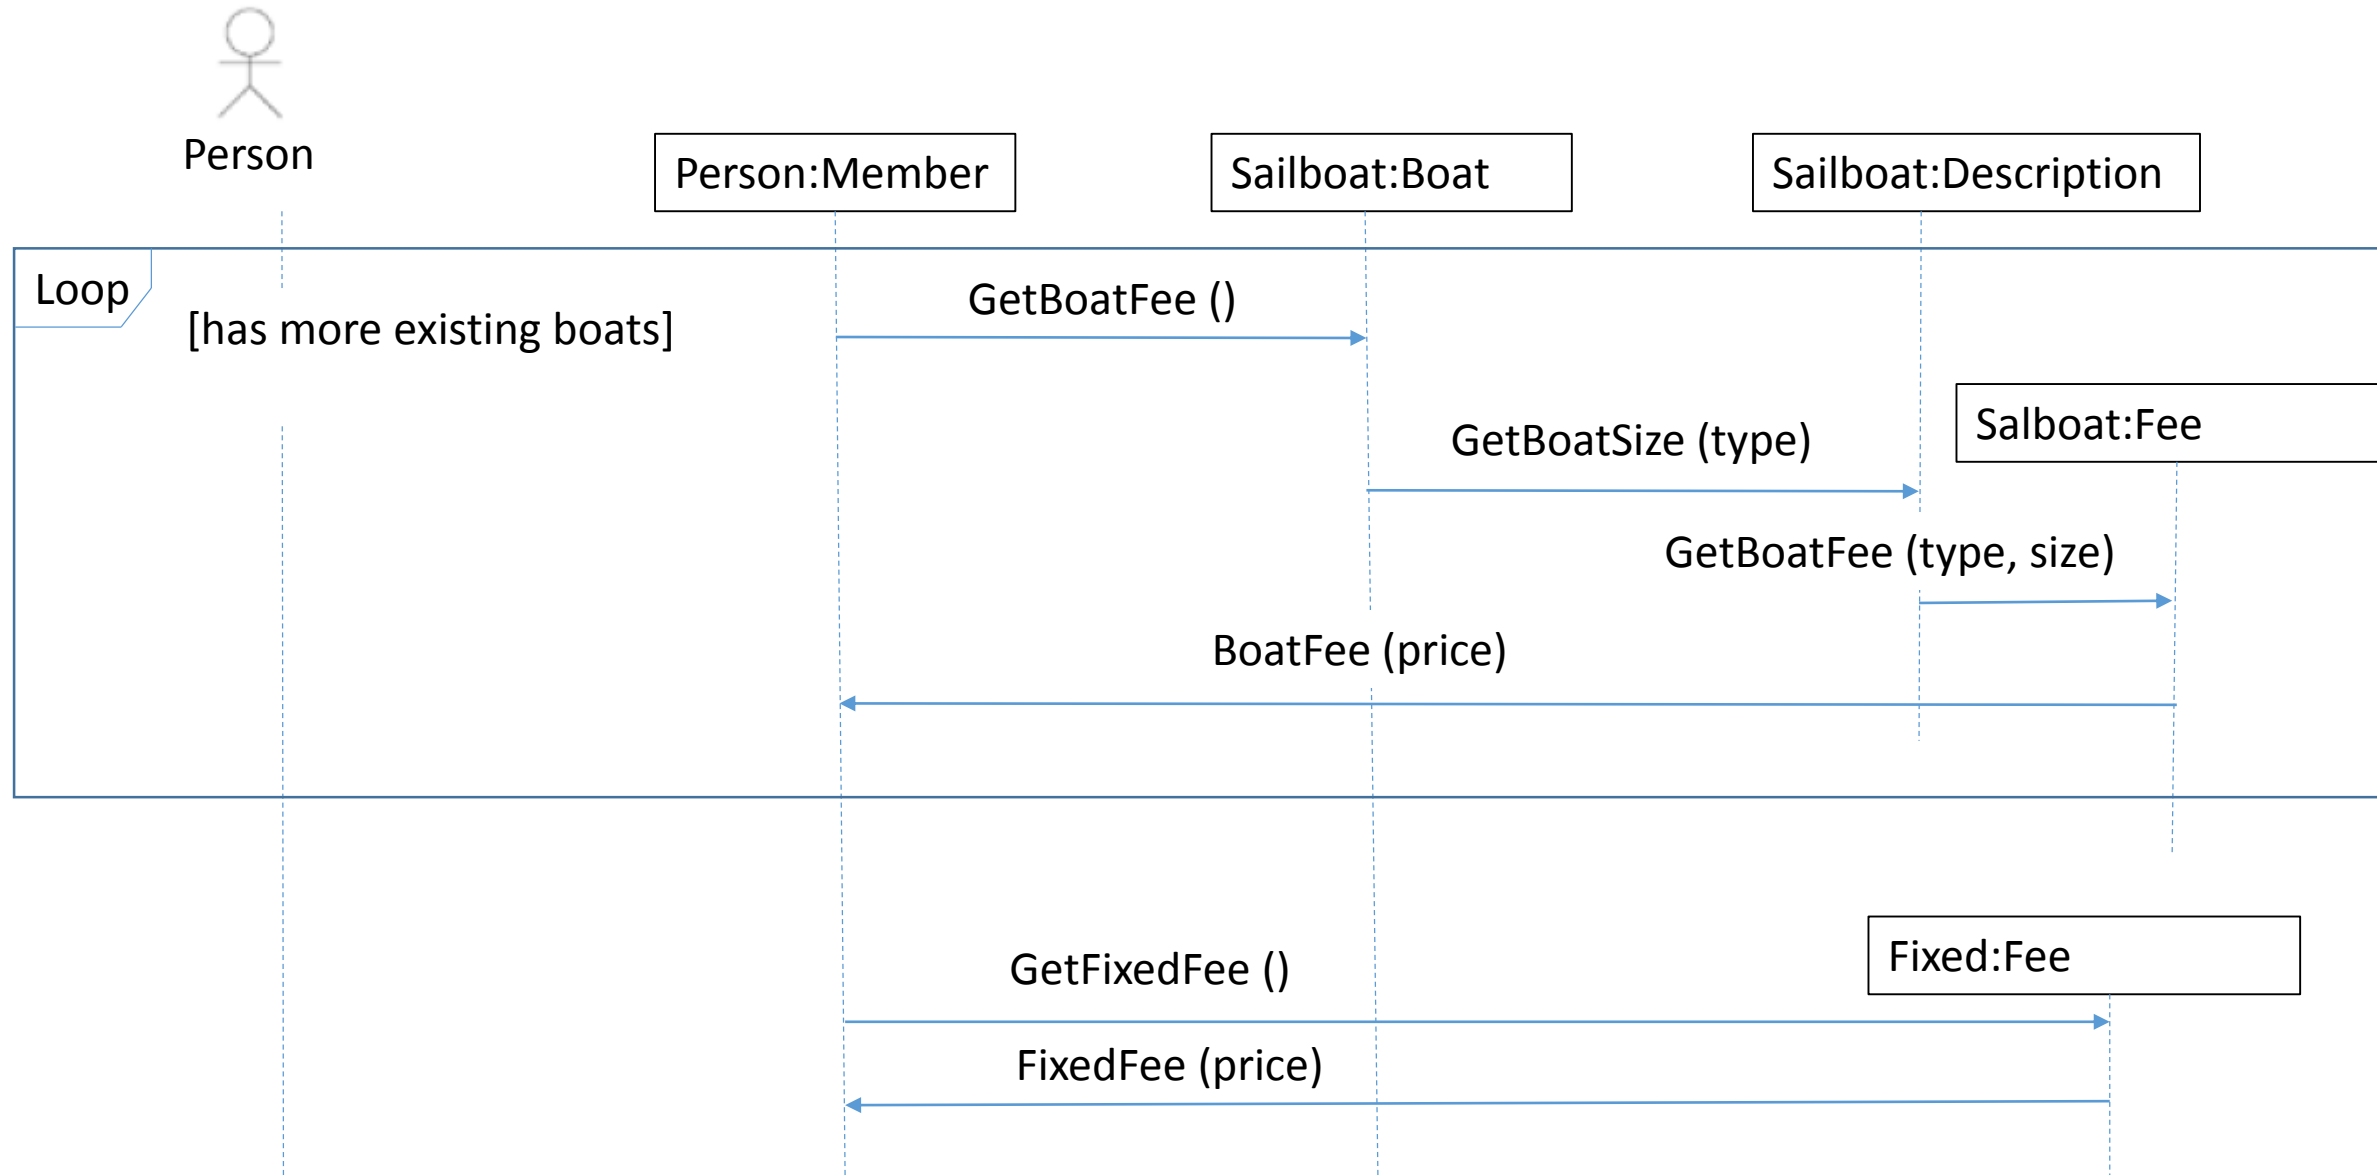 Person
Person:Member
Sailboat:Boat
Sailboat:Description
Loop
[has more existing boats]
GetBoatFee ()
Salboat:Fee
GetBoatSize (type)
GetBoatFee (type, size)
BoatFee (price)
Fixed:Fee
GetFixedFee ()
FixedFee (price)